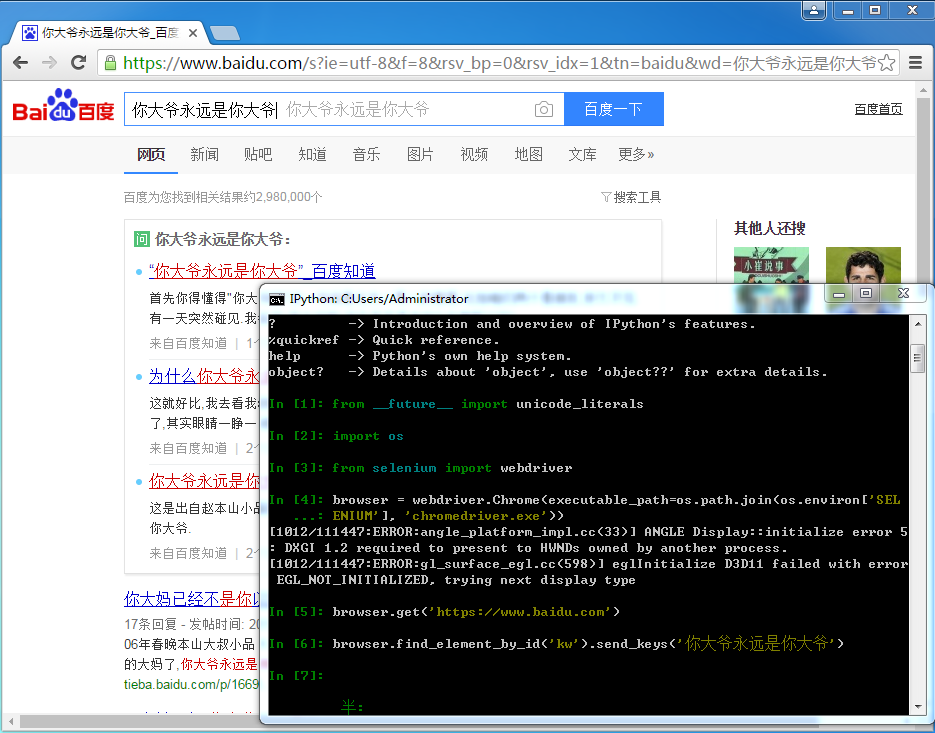 你大爷永远是你大爷_百度
https://www.baidu.com/s?ie=utf-8&f=8&rsv_bp=0&rsv_idx=1&tn=baidu&wd=你大爷永远是你大爷
Bai du 百度
你大爷永远是你大爷 你大爷永远是你大爷
百度一下
百度首页
网页 新闻 贴吧 知道 音乐 图片 视频 地图 文库 更多»
百度为您找到相关结果约2,980,000个
搜索工具
问 你大爷永远是你大爷：
“你大爷永远是你大爷”_百度知道
首先你得懂得“你大
有一天突然碰见.我
来自百度知道 | 1
为什么你大爷永
这就好比,我去看我
了,其实眼睛一睁一
来自百度知道 | 2
你大爷永远是你
这是出自赵本山小品
你大爷.
来自百度知道 | 2
你大妈已经不是你
17条回复 - 发帖时间: 20
06年春晚本山大叔小品
的大妈了,你大爷永远是
tieba.baidu.com/p/1669
其他人还搜
小崔说事
IPython: C:Users/Administrator
? -> Introduction and overview of IPython's features.
%quickref -> Quick reference.
help -> Python's own help system.
object? -> Details about 'object', use 'object??' for extra details.
In [1]: from __future__ import unicode_literals
In [2]: import os
In [3]: from selenium import webdriver
In [4]: browser = webdriver.Chrome(executable_path=os.path.join(os.environ['SEL
...: ENIUM'], 'chromedriver.exe'))
[1012/111447:ERROR:angle_platform_impl.cc(33)] ANGLE Display::initialize error 5
: DXGI 1.2 required to present to HWNDs owned by another process.
[1012/111447:ERROR:gl_surface_egl.cc(598)] eglInitialize D3D11 failed with error
EGL_NOT_INITIALIZED, trying next display type
In [5]: browser.get('https://www.baidu.com')
In [6]: browser.find_element_by_id('kw').send_keys('你大爷永远是你大爷')
In [7]:
半: